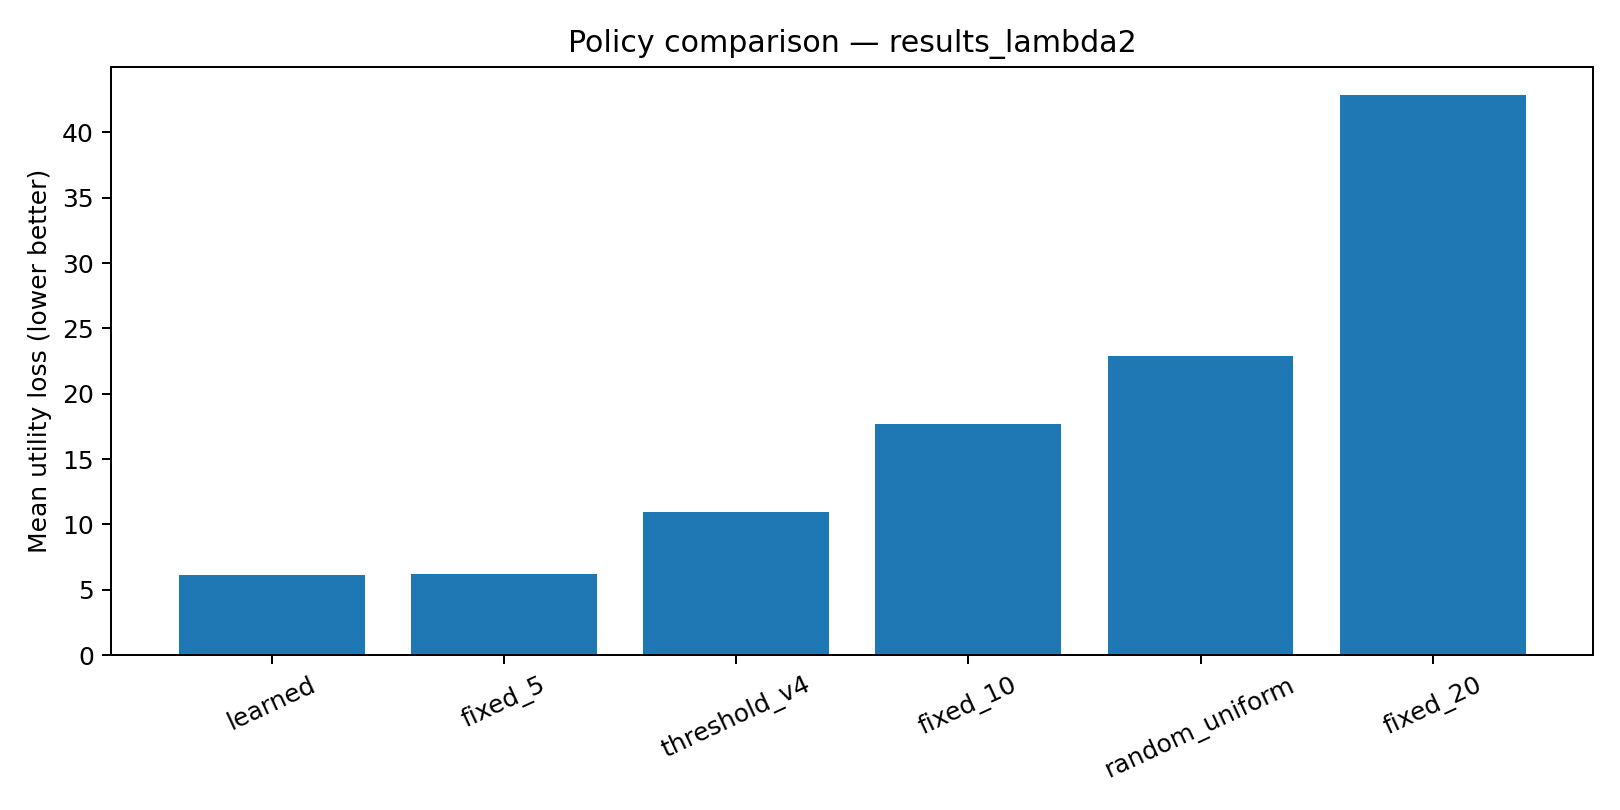 Policy comparison — results_lambda2
Mean utility loss (lower better)
40
35
30
25
20
15
10
5
0
learned
fixed_5
threshold_v4
fixed_10
random_uniform
fixed_20